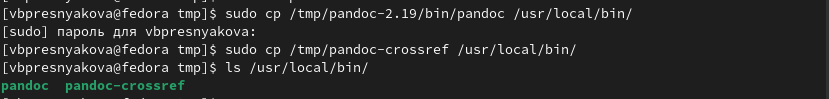 [vbpresnyakova@fedora tmp]$ sudo cp /tmp/pandoc-2.19/bin/pandoc /usr/local/bin/
[sudo] пароль для vbpresnyakova:
[vbpresnyakova@fedora tmp]$ sudo cp /tmp/pandoc-crossref /usr/local/bin/
[vbpresnyakova@fedora tmp]$ ls /usr/local/bin/
pandoc  pandoc-crossref